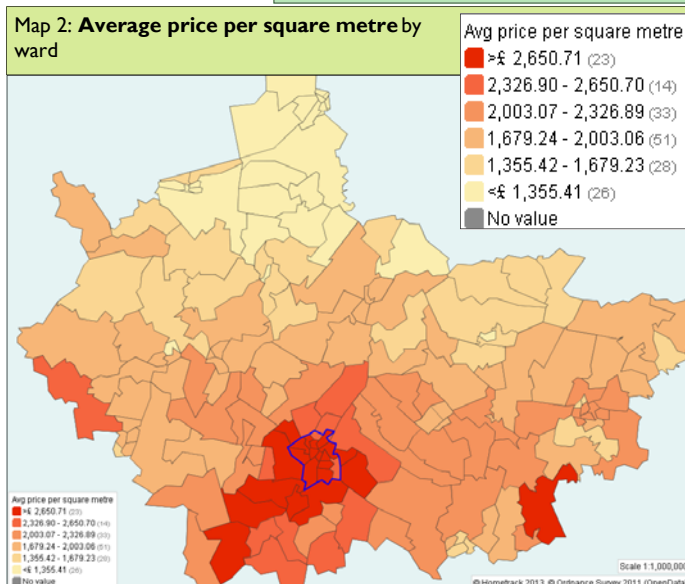 Map 2: Average price per square metre by
ward
Avg price per square metre
>£ 2,650.71 (23)
2,326.90 - 2,650.70 (14)
2,003.07 - 2,326.89 (33)
1,679.24 - 2,003.06 (51)
1,355.42 - 1,679.23 (28)
<£ 1,355.41 (26)
No value
Avg price per square metre
>£ 2,650.71 (23)
2,326.90 - 2,650.70 (14)
2,003.07 - 2,326.89 (33)
1,679.24 - 2,003.06 (51)
1,355.42 - 1,679.23 (28)
<£ 1,355.41 (26)
No value
Scale 1:1,000,000
© Hometrack 2013, © Ordnance Survey 2011 (OpenData